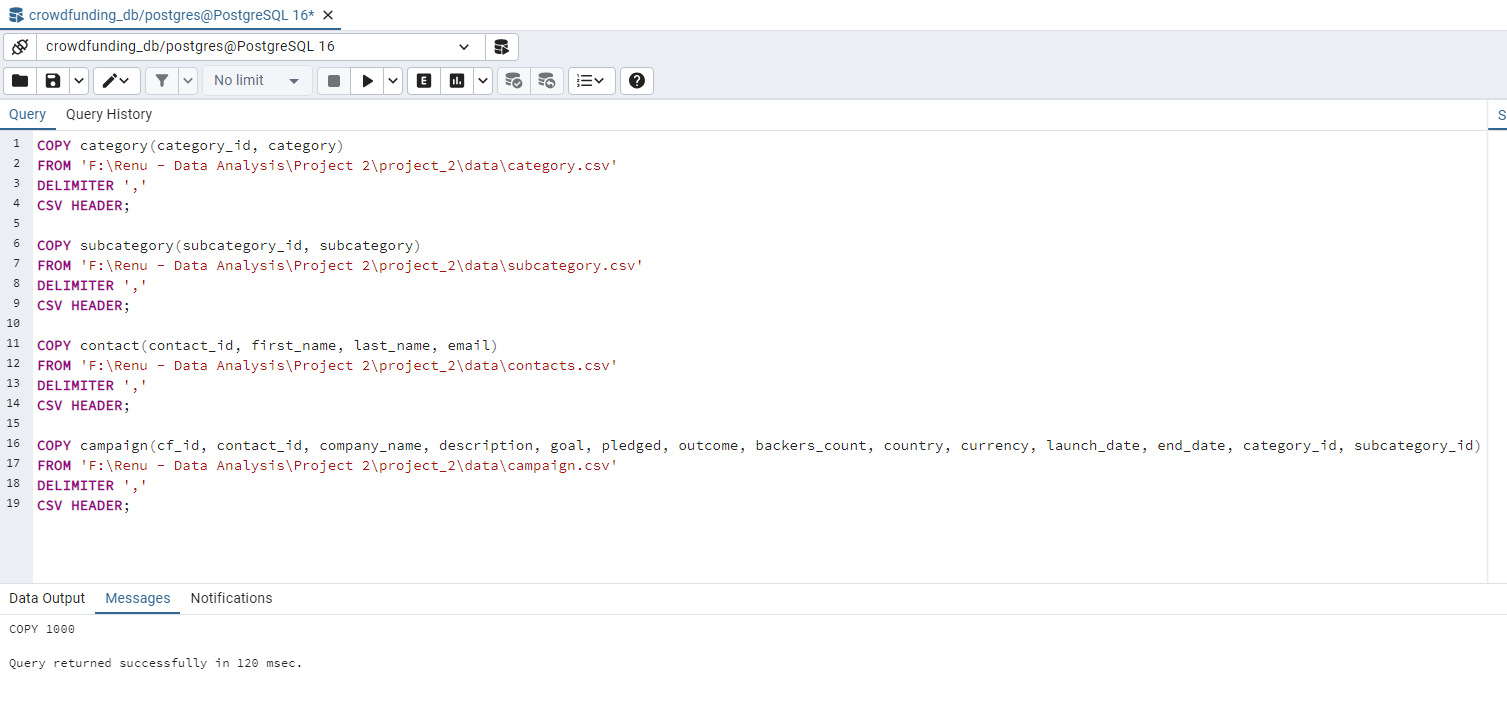 crowdfunding_db/postgres@PostgreSQL 16*
crowdfunding_db/postgres@PostgreSQL 16
No limit
E
Query Query History
S
1 COPY category(category_id, category)
2 FROM 'F:\Renu - Data Analysis\Project 2\project_2\data\category.csv'
3 DELIMITER ','
4 CSV HEADER;
5
6 COPY subcategory(subcategory_id, subcategory)
7 FROM 'F:\Renu - Data Analysis\Project 2\project_2\data\subcategory.csv'
8 DELIMITER ','
9 CSV HEADER;
10
11 COPY contact(contact_id, first_name, last_name, email)
12 FROM 'F:\Renu - Data Analysis\Project 2\project_2\data\contacts.csv'
13 DELIMITER ','
14 CSV HEADER;
15
16 COPY campaign(cf_id, contact_id, company_name, description, goal, pledged, outcome, backers_count, country, currency, launch_date, end_date, category_id, subcategory_id)
17 FROM 'F:\Renu - Data Analysis\Project 2\project_2\data\campaign.csv'
18 DELIMITER ','
19 CSV HEADER;
Data Output Messages Notifications
COPY 1000
Query returned successfully in 120 msec.